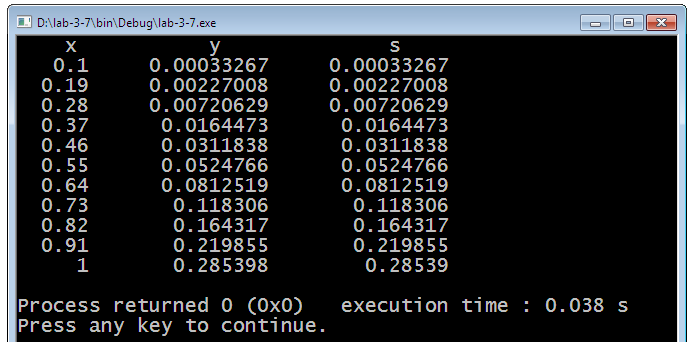 D:\lab-3-7\bin\Debug\lab-3-7.exe
x y s
0.1 0.00033267 0.00033267
0.19 0.00227008 0.00227008
0.28 0.00720629 0.00720629
0.37 0.0164473 0.0164473
0.46 0.0311838 0.0311838
0.55 0.0524766 0.0524766
0.64 0.0812519 0.0812519
0.73 0.118306 0.118306
0.82 0.164317 0.164317
0.91 0.219855 0.219855
1 0.285398 0.28539
Process returned 0 (0x0) execution time : 0.038 s
Press any key to continue.